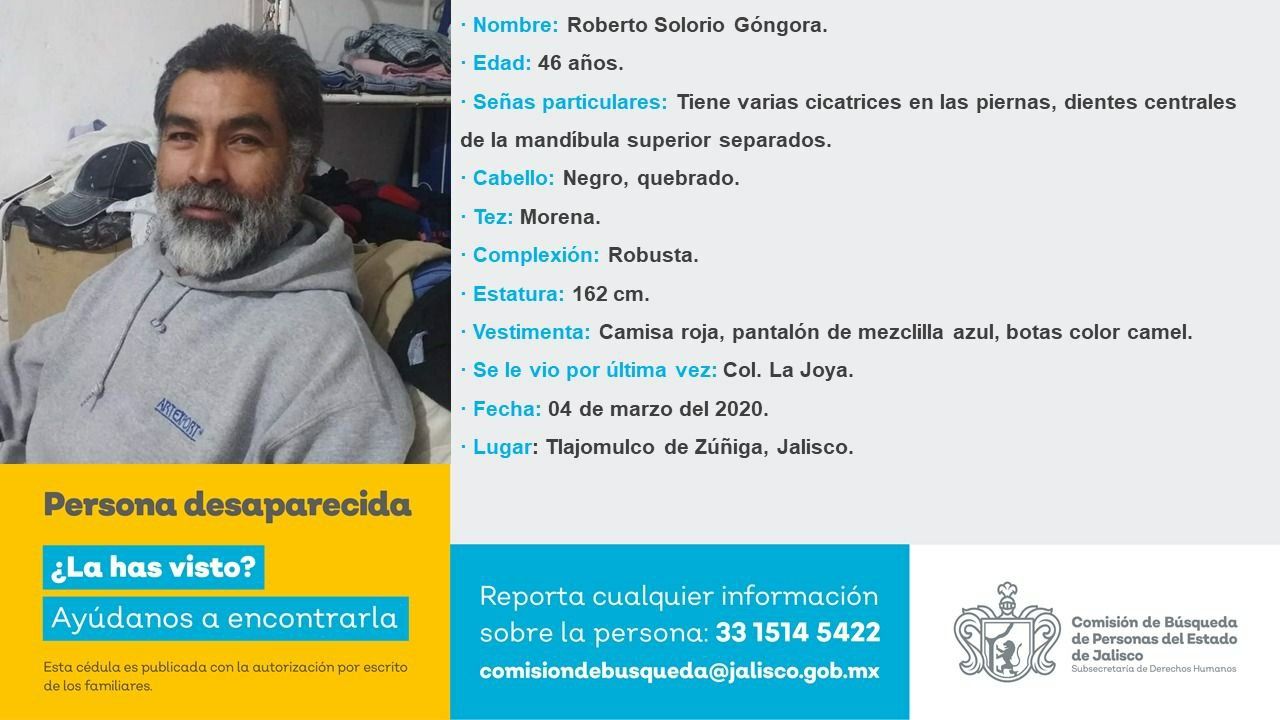 · Nombre: Roberto Solorio Góngora.
· Edad: 46 años.
· Señas particulares: Tiene varias cicatrices en las piernas, dientes centrales
de la mandíbula superior separados.
· Cabello: Negro, quebrado.
· Tez: Morena.
· Complexión: Robusta.
· Estatura: 162 cm.
· Vestimenta: Camisa roja, pantalón de mezclilla azul, botas color camel.
· Se le vio por última vez: Col. La Joya.
· Fecha: 04 de marzo del 2020.
· Lugar: Tlajomulco de Zúñiga, Jalisco.
ARTEXPORT
Persona desaparecida
¿La has visto?
Ayúdanos a encontrarla
Esta cédula es publicada con la autorización por escrito
de los familiares.
Reporta cualquier información
sobre la persona: 33 1514 5422
comisiondebusqueda@jalisco.gob.mx
Comisión de Búsqueda
de Personas del Estado
de Jalisco
Subsecretaría de Derechos Humanos